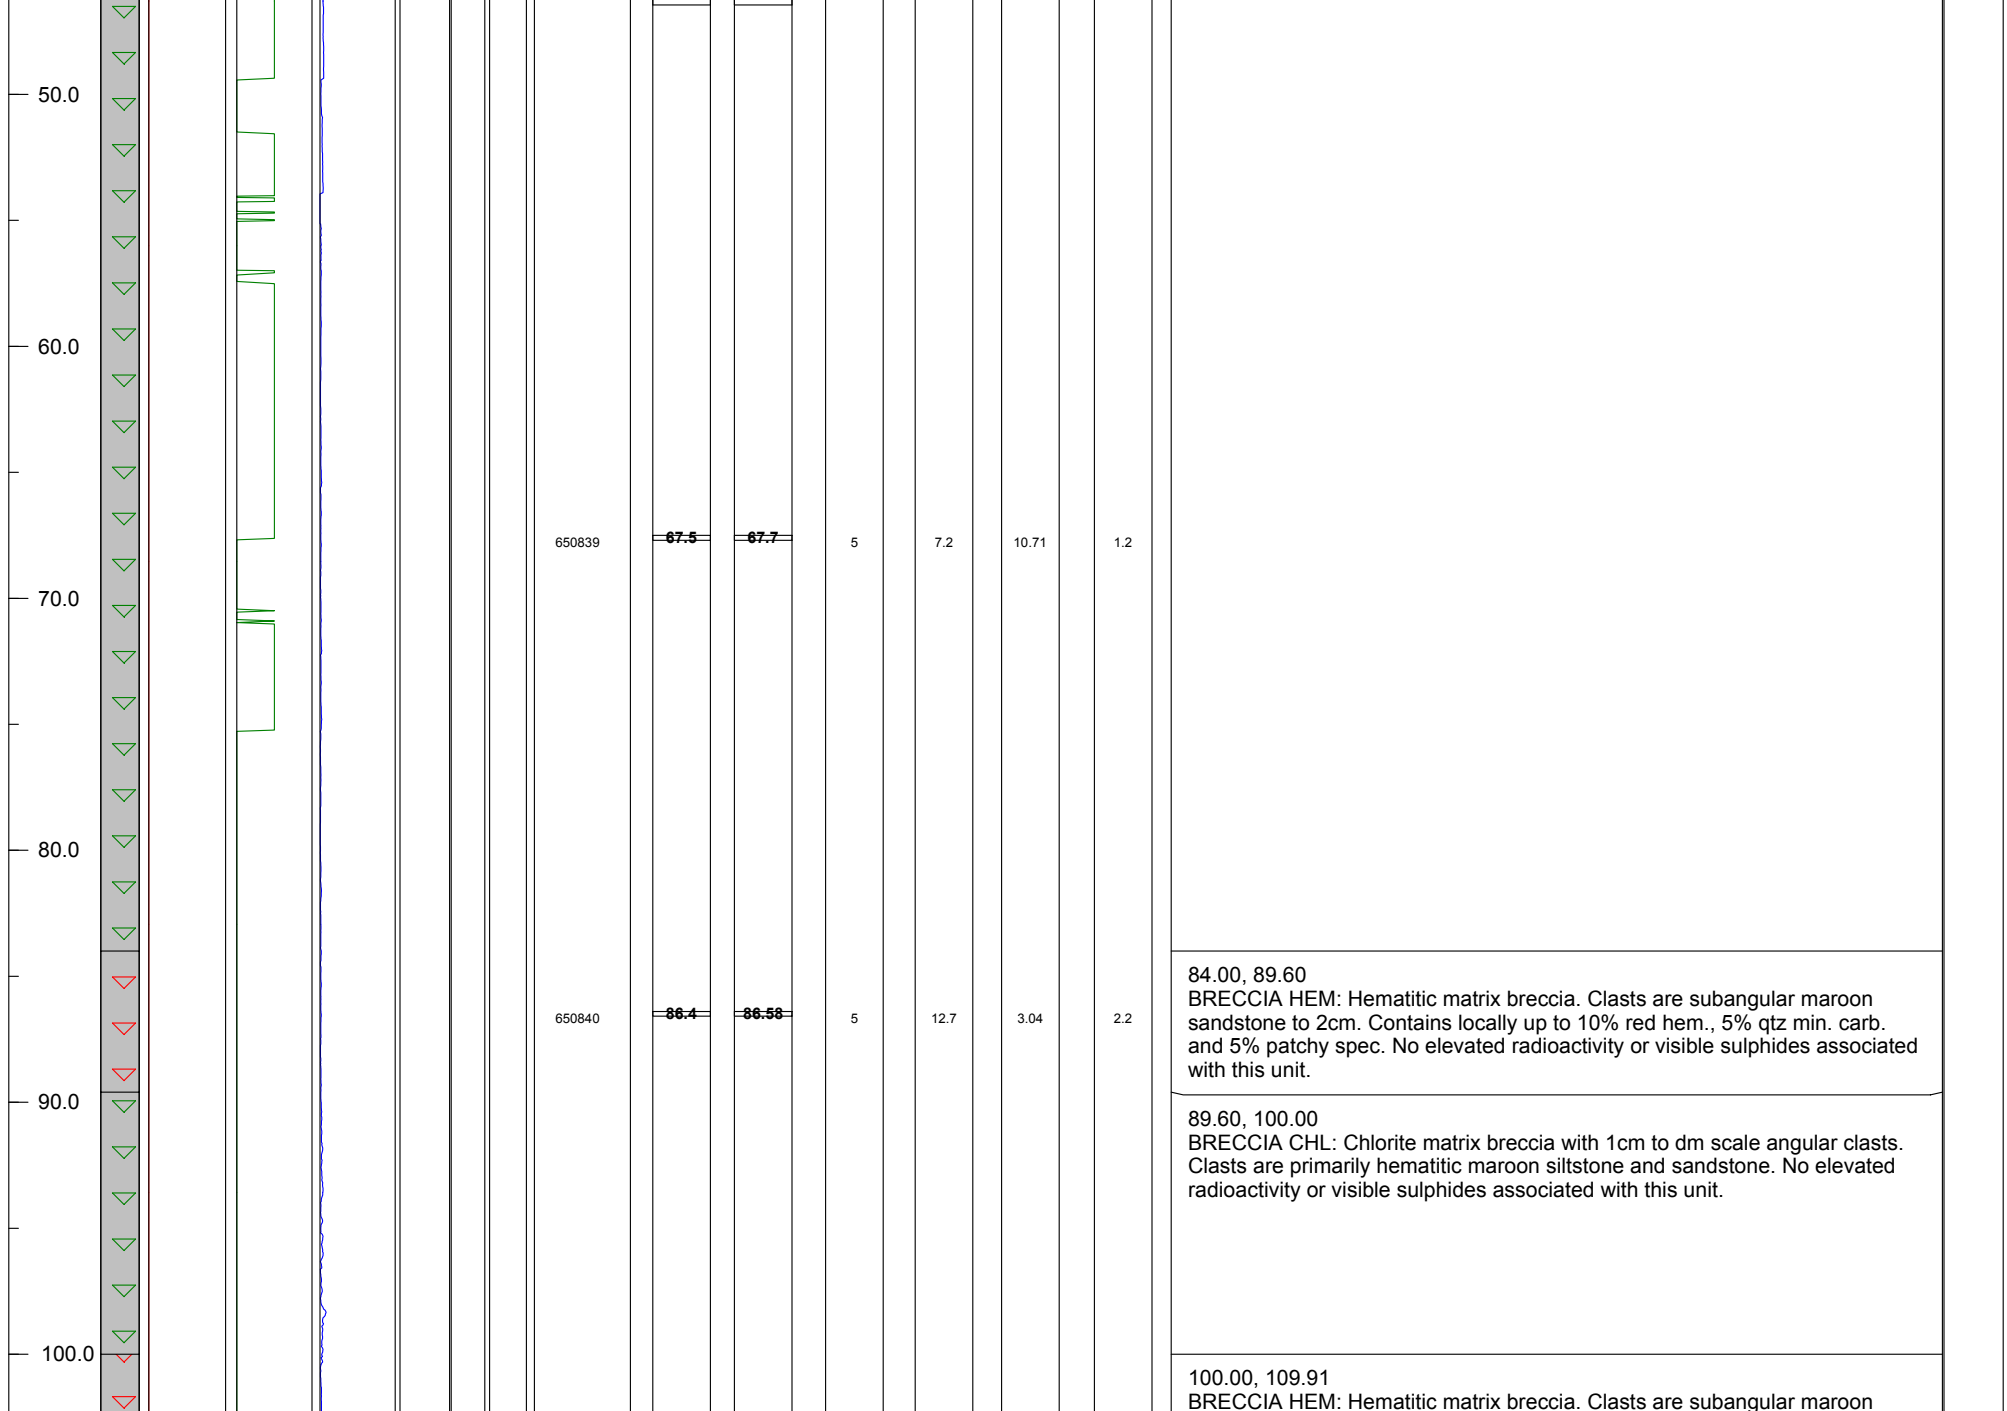 50.0
60.0
650839 67.5 67.7 5 7.2 10.71 1.2
70.0
80.0
84.00, 89.60
BRECCIA HEM: Hematitic matrix breccia. Clasts are subangular maroon
sandstone to 2cm. Contains locally up to 10% red hem., 5% qtz min. carb.
and 5% patchy spec. No elevated radioactivity or visible sulphides associated
with this unit.
650840 86.4 86.58 5 12.7 3.04 2.2
90.0
89.60, 100.00
BRECCIA CHL: Chlorite matrix breccia with 1cm to dm scale angular clasts.
Clasts are primarily hematitic maroon siltstone and sandstone. No elevated
radioactivity or visible sulphides associated with this unit.
100.0
100.00, 109.91
BRECCIA HEM: Hematitic matrix breccia. Clasts are subangular maroon